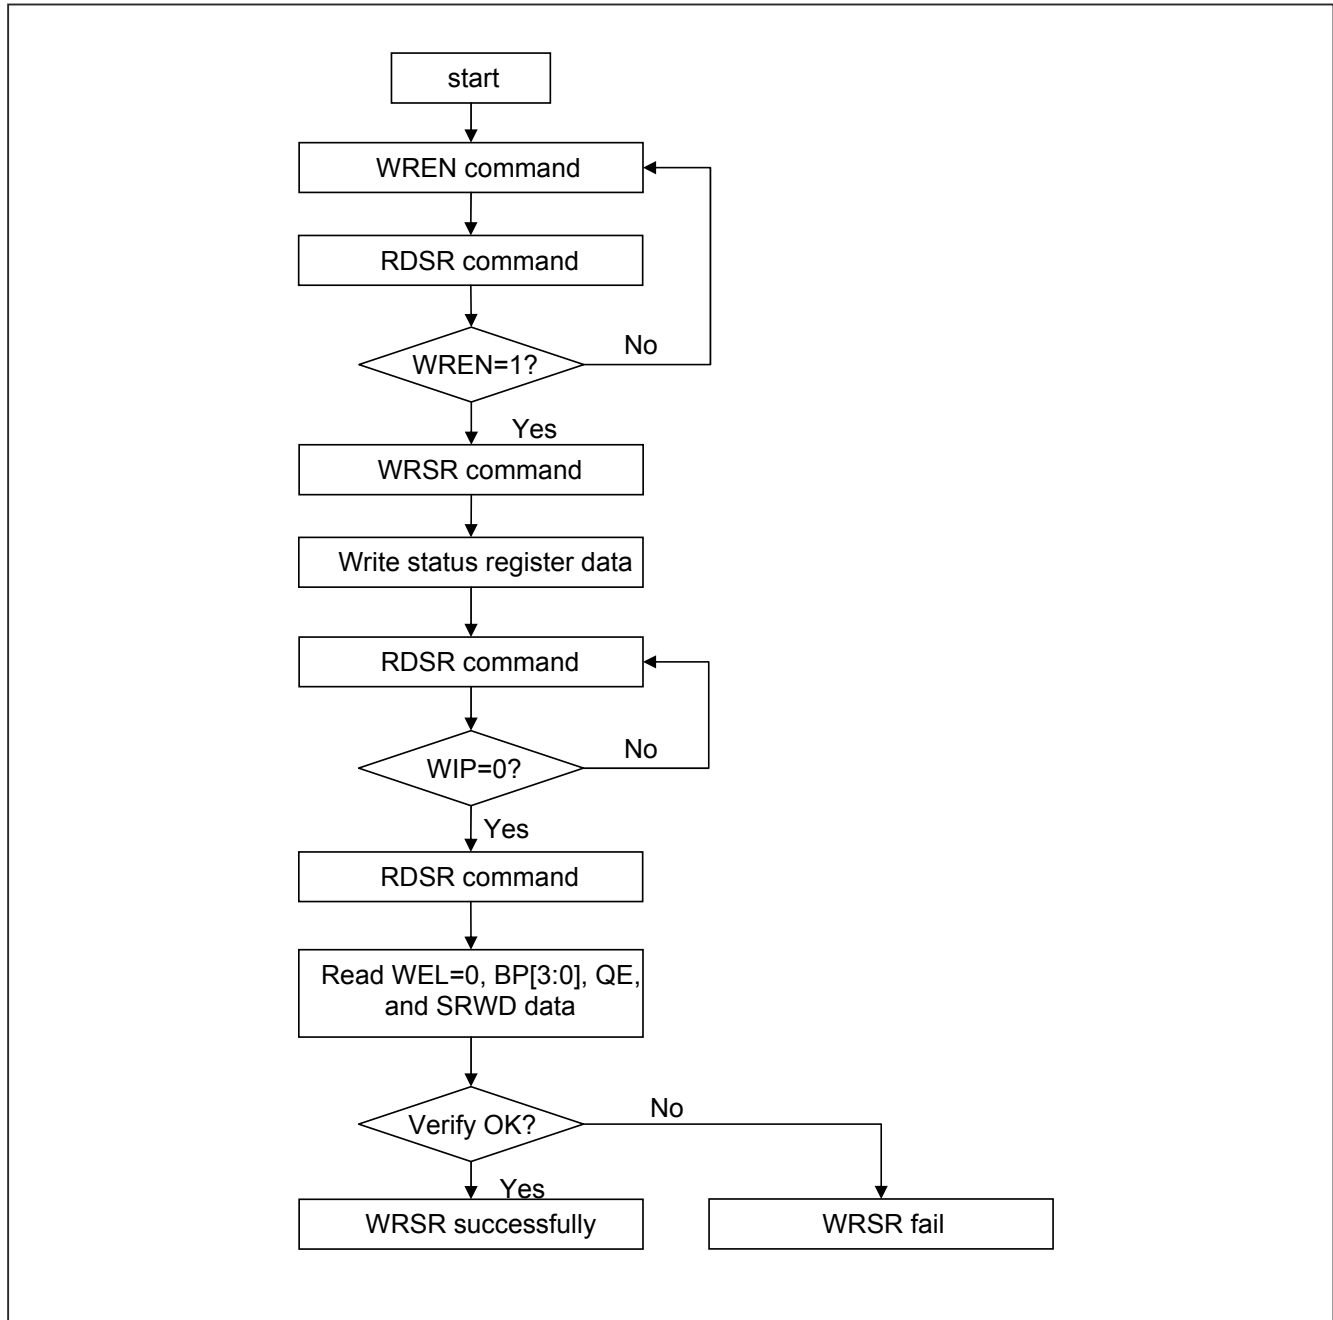 start
WREN command
RDSR command
WREN=1?
No
Yes
WRSR command
Write status register data
RDSR command
WIP=0?
No
Yes
RDSR command
Read WEL=0, BP[3:0], QE,
and SRWD data
Verify OK?
No
Yes
WRSR successfully
WRSR fail